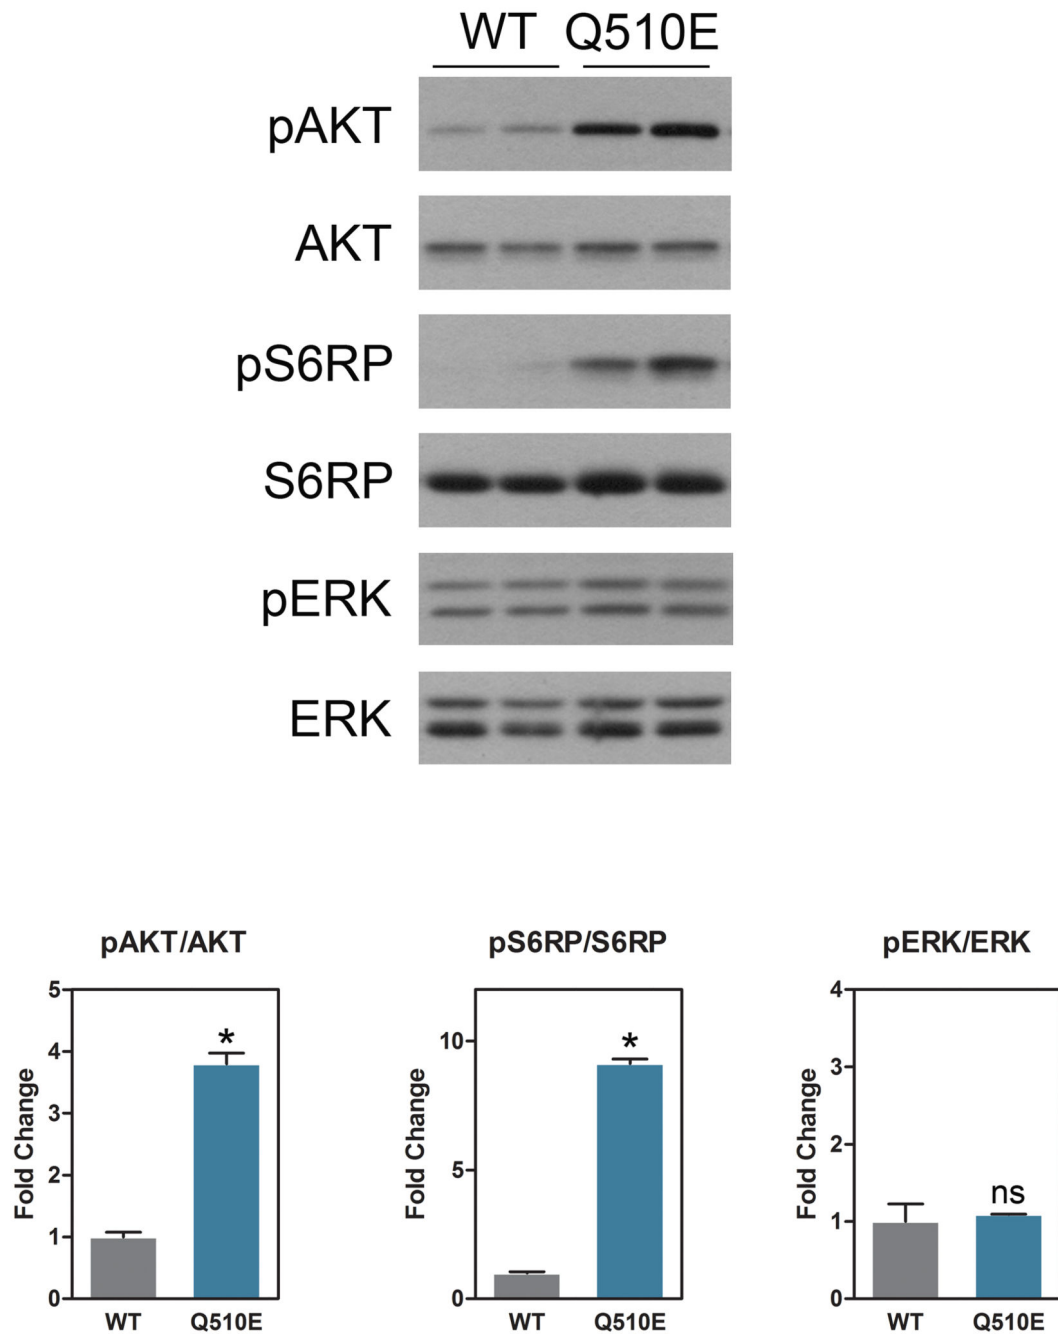 WT Q510E
pAKT
AKT
pS6RP
S6RP
pERK
ERK
pAKT/AKT
Fold Change
5
4
3
2
1
0
*
WT Q510E
pS6RP/S6RP
Fold Change
10
5
0
*
WT Q510E
pERK/ERK
Fold Change
4
3
2
1
0
ns
WT Q510E